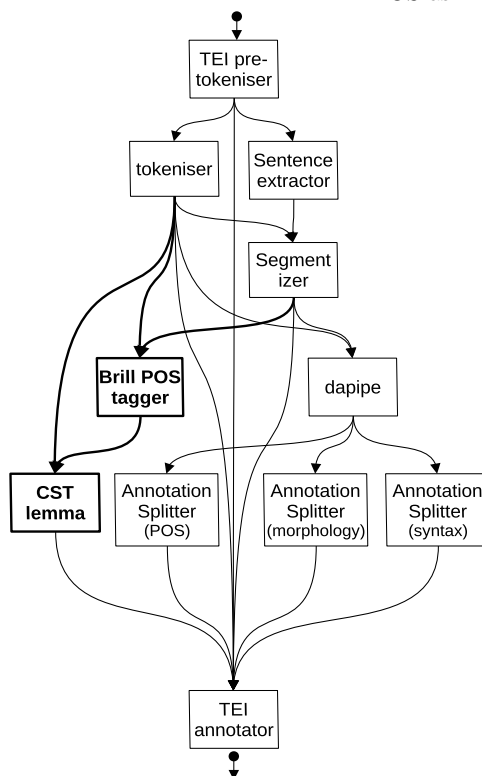 TEI pre-
tokeniser
tokeniser
Sentence
extractor
Segment
izer
Brill POS
tagger
dapipe
CST
lemma
Annotation
Splitter
(POS)
Annotation
Splitter
(morphology)
Annotation
Splitter
(syntax)
TEI
annotator